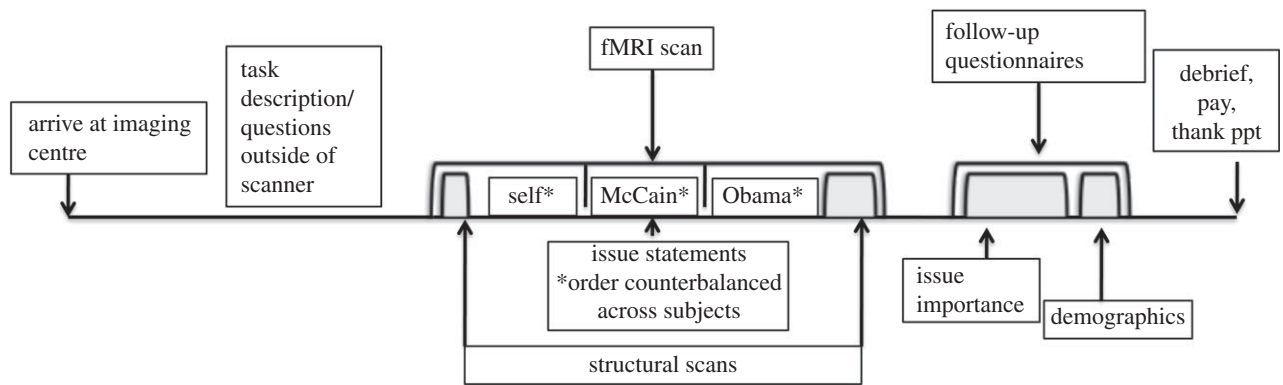 arrive at imaging
centre
task
description/
questions
outside of
scanner
fMRI scan
self*
McCain*
Obama*
issue statements
*order counterbalanced
across subjects
structural scans
follow-up
questionnaires
issue
importance
demographics
debrief,
pay,
thank ppt